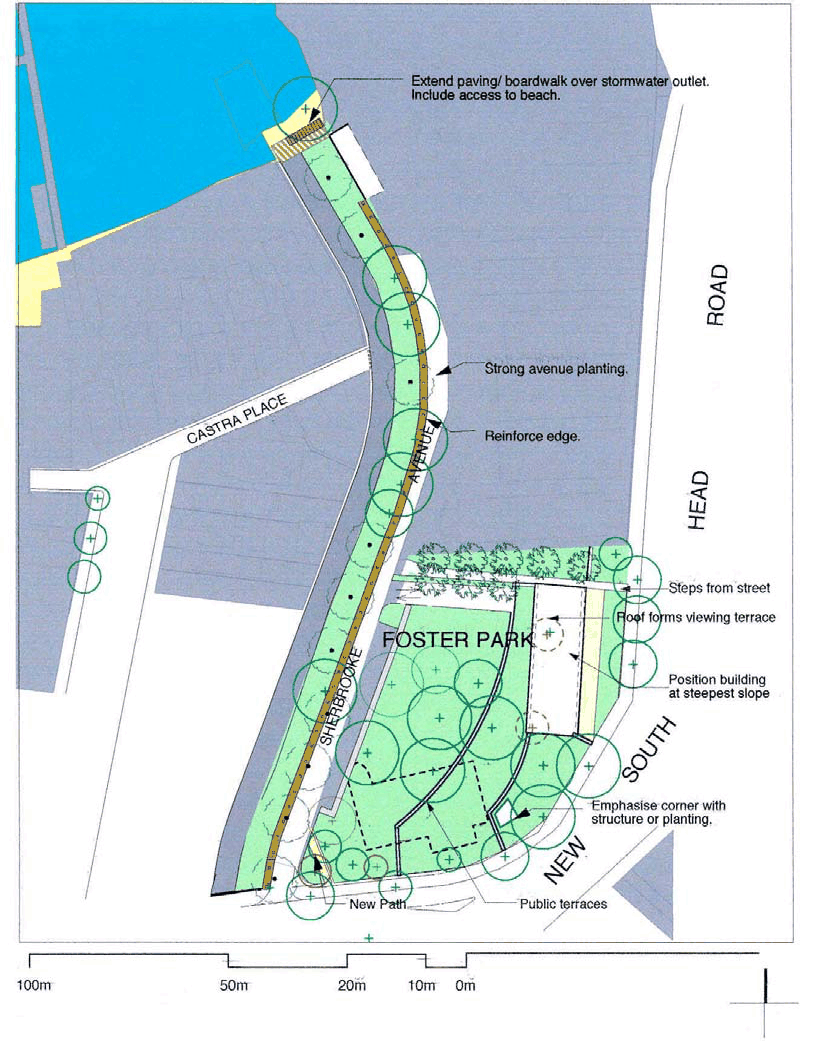 Extend paving/ boardwalk over stormwater outlet.
Include access to beach.
ROAD
Strong avenue planting.
CASTRA PLACE
AVENUE
Reinforce edge.
HEAD
Steps from street
Roof forms viewing terrace
FOSTER PARK
Position building
at steepest slope
SHERBROOKE
SOUTH
Emphasise corner with
structure or planting.
NEW
New Path
Public terraces
100m
50m
20m
10m
0m